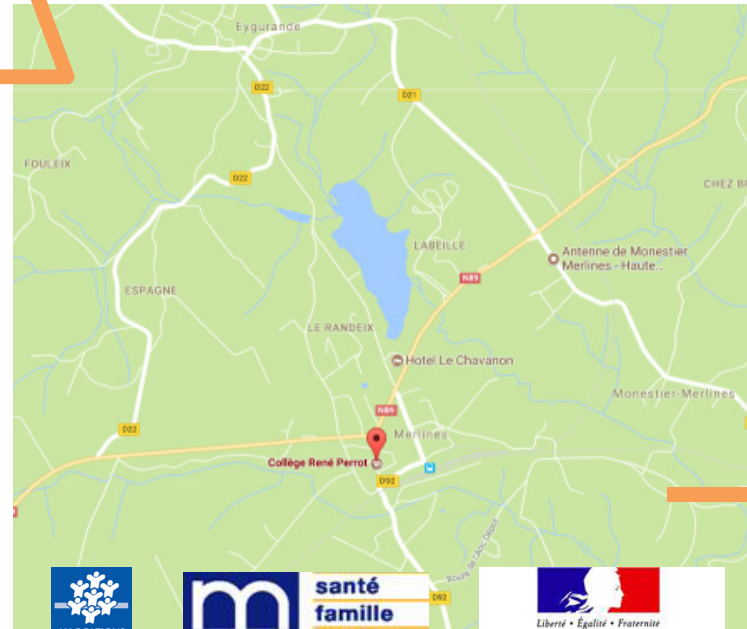 Eygurande
D22
D21
FOULEIX
D22
CHEZ
LABEILLE
Antenne de Monestier
Merlines - Haute...
N89
ESPAGNE
LE RANDEIX
Hotel Le Chavanon
Monestier-Merlines
N89
D22
Merlines
Collège René Perrot
D92
D92
santé
famille
Liberté • Égalité • Fraternité